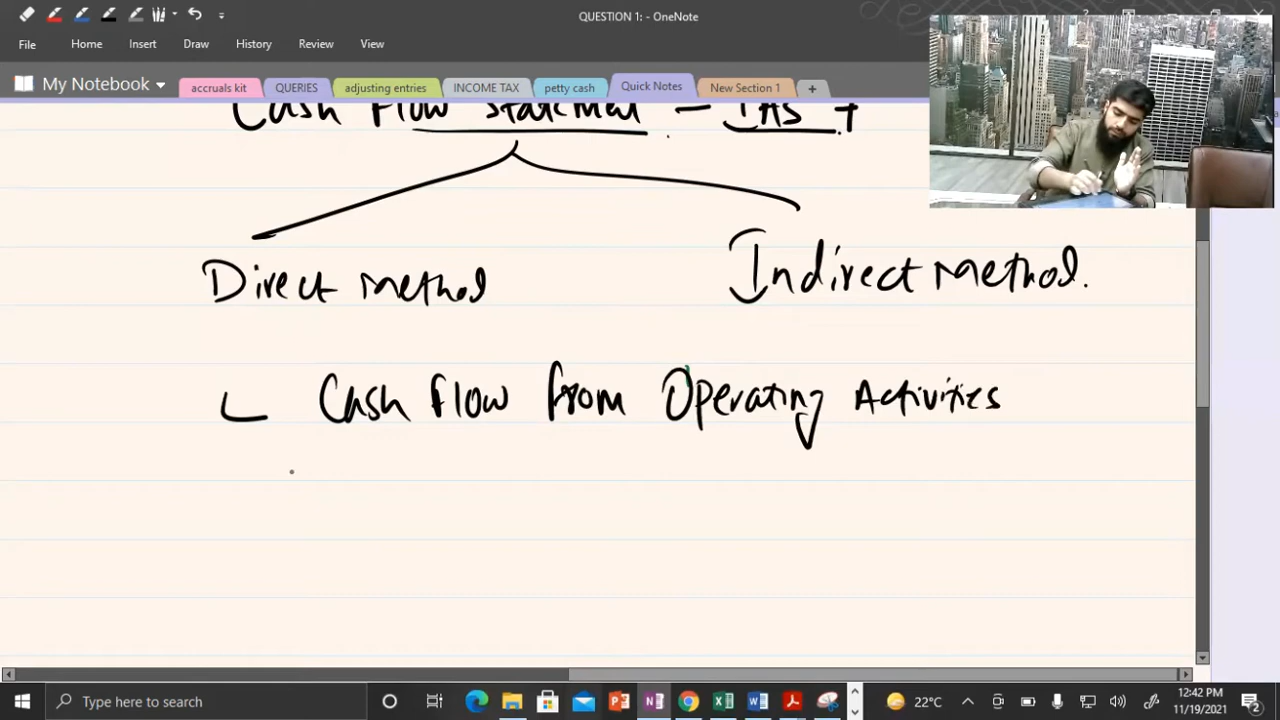 QUESTION 1: - OneNote
File Home Insert Draw History Review View
My Notebook accruals kit QUERIES adjusting entries INCOME TAX petty cash Quick Notes New Section 1 +
Cash Flow Statement - IAS 7
Direct Method
Indirect Method.
Cash Flow from Operating Activities
Type here to search
22°C
12:42 PM
11/19/2021
2